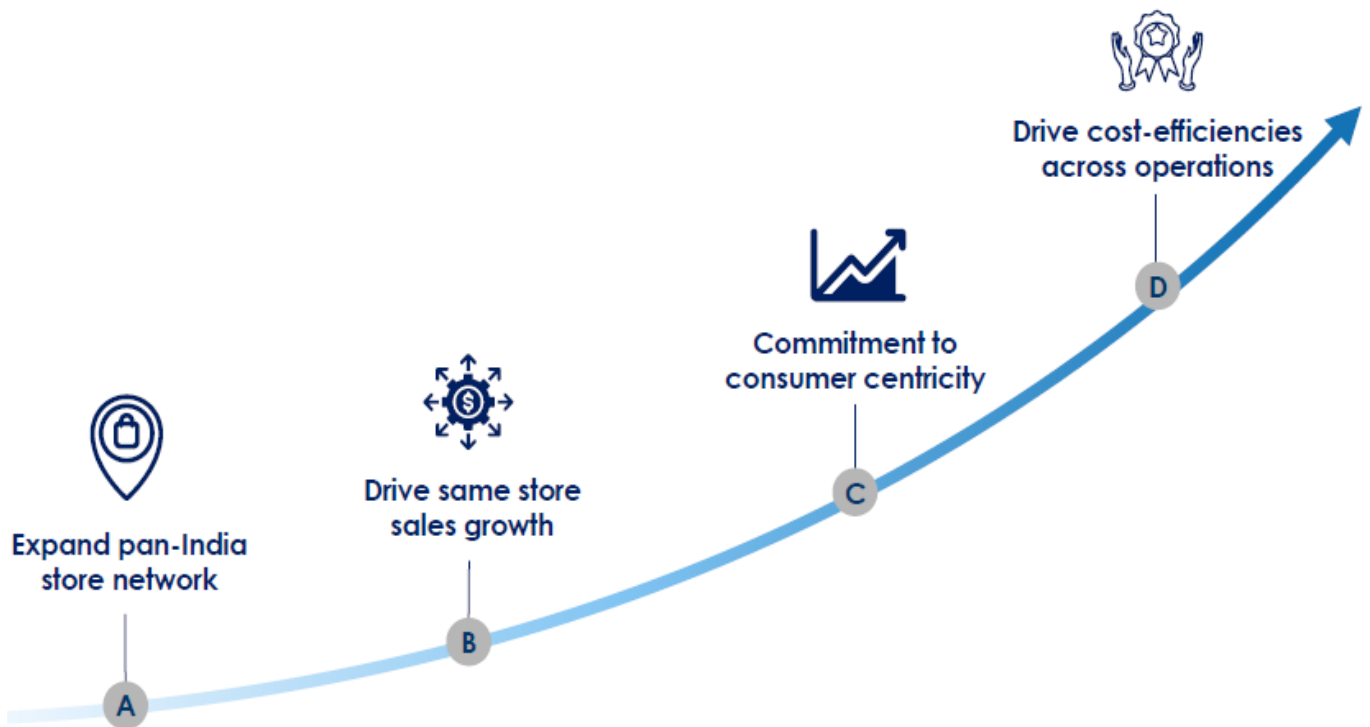 Expand pan-India
store network
A
$
Drive same store
sales growth
B
Commitment to
consumer centricity
C
Drive cost-efficiencies
across operations
D